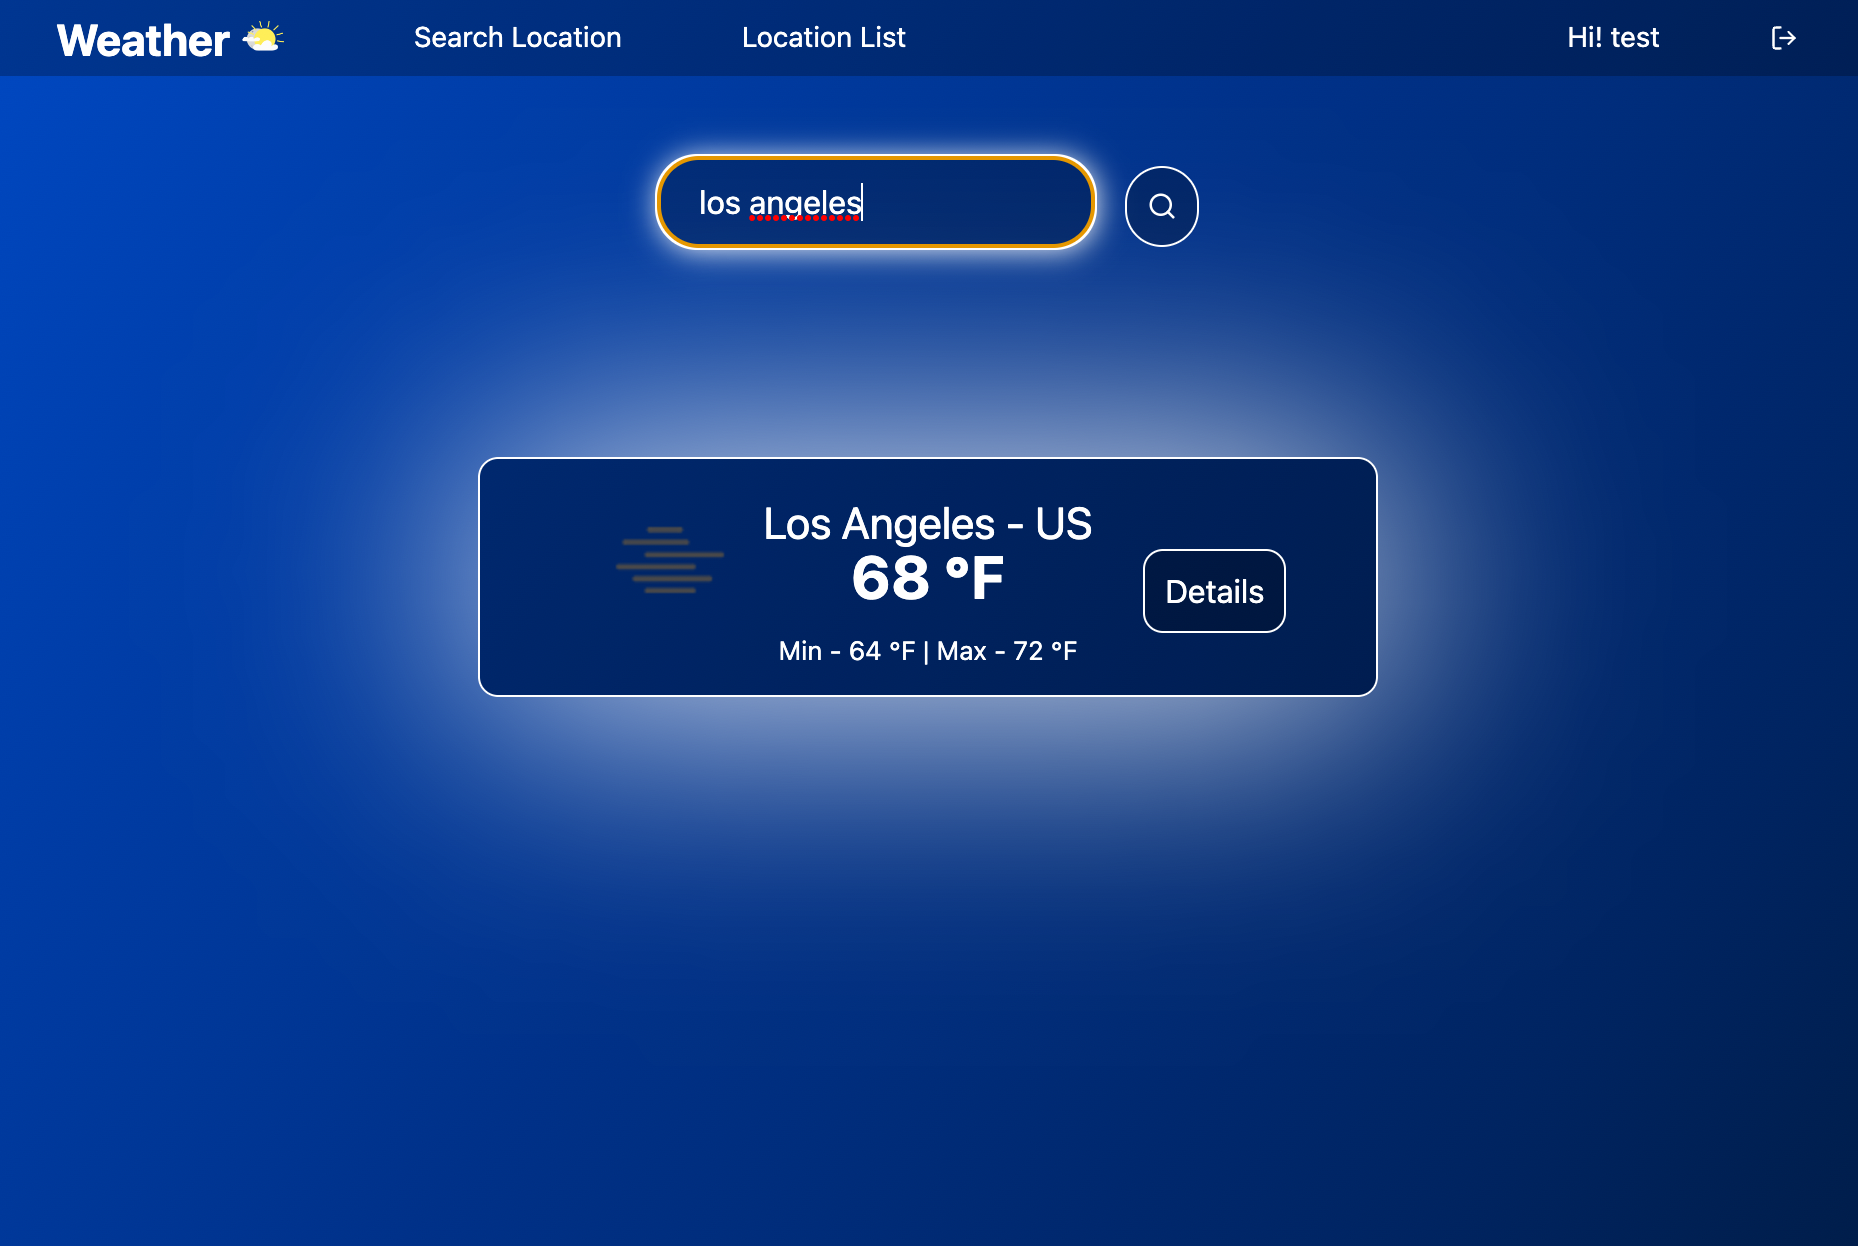 Weather
Search Location
Location List
Hi! test
los angeles
Los Angeles - US
68 °F
Min - 64 °F | Max - 72 °F
Details